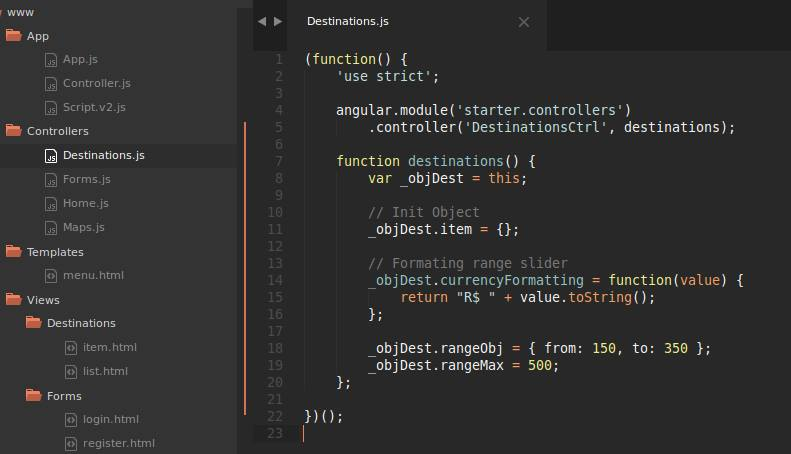 www
App
App.js
Controller.js
Script.v2.js
Controllers
Destinations.js
Forms.js
Home.js
Maps.js
Templates
menu.html
Views
Destinations
item.html
list.html
Forms
login.html
register.html
Destinations.js
1 (function() {
2 'use strict';
3
4 angular.module('starter.controllers')
5 .controller('DestinationsCtrl', destinations);
6
7 function destinations() {
8 var _objDest = this;
9
10 // Init Object
11 _objDest.item = {};
12
13 // Formating range slider
14 _objDest.currencyFormatting = function(value) {
15 return "R$ " + value.toString();
16 };
17
18 _objDest.rangeObj = { from: 150, to: 350 };
19 _objDest.rangeMax = 500;
20 };
21
22 })();
23